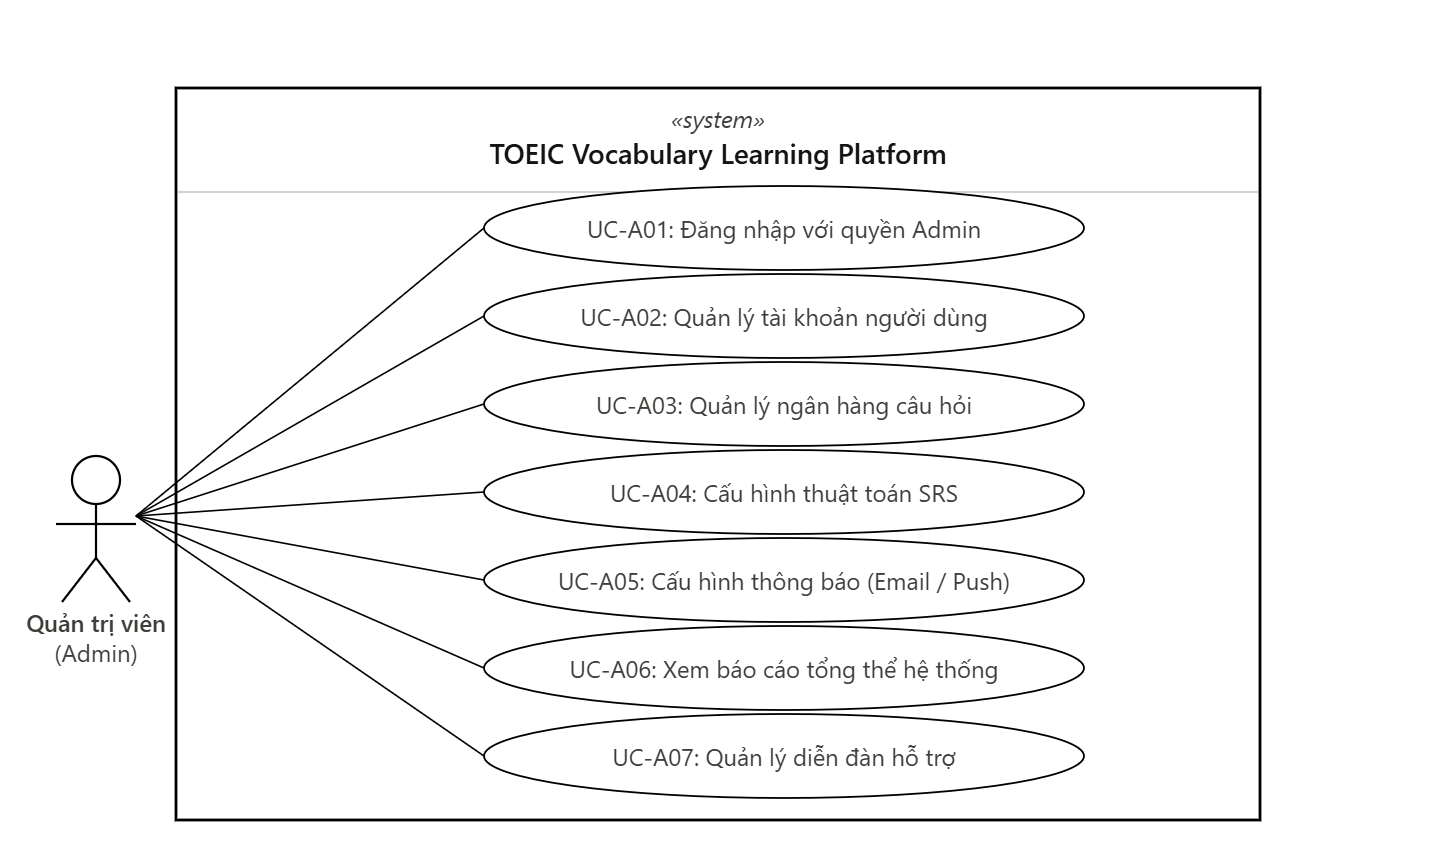 «system»
TOEIC Vocabulary Learning Platform
UC-A01: Đăng nhập với quyền Admin
UC-A02: Quản lý tài khoản người dùng
UC-A03: Quản lý ngân hàng câu hỏi
UC-A04: Cấu hình thuật toán SRS
UC-A05: Cấu hình thông báo (Email / Push)
UC-A06: Xem báo cáo tổng thể hệ thống
UC-A07: Quản lý diễn đàn hỗ trợ
Quản trị viên
(Admin)